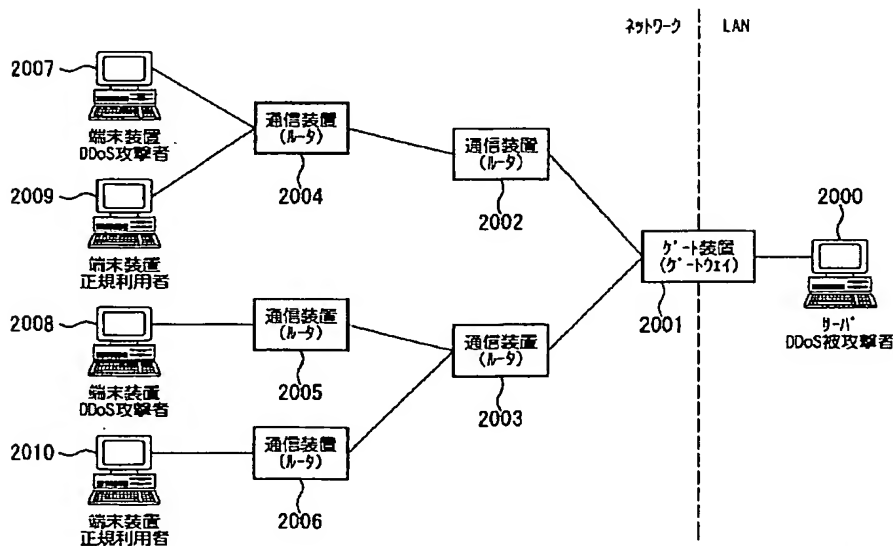 ネットワーク
LAN
2007
端末装置
DDoS攻撃者
通信装置
(ルータ)
2004
通信装置
(ルータ)
2002
2009
端末装置
正規利用者
ゲート装置
(ゲートウェイ)
2001
2000
サーバ
DDoS被攻撃者
2008
端末装置
DDoS攻撃者
通信装置
(ルータ)
2005
通信装置
(ルータ)
2003
2010
端末装置
正規利用者
通信装置
(ルータ)
2006